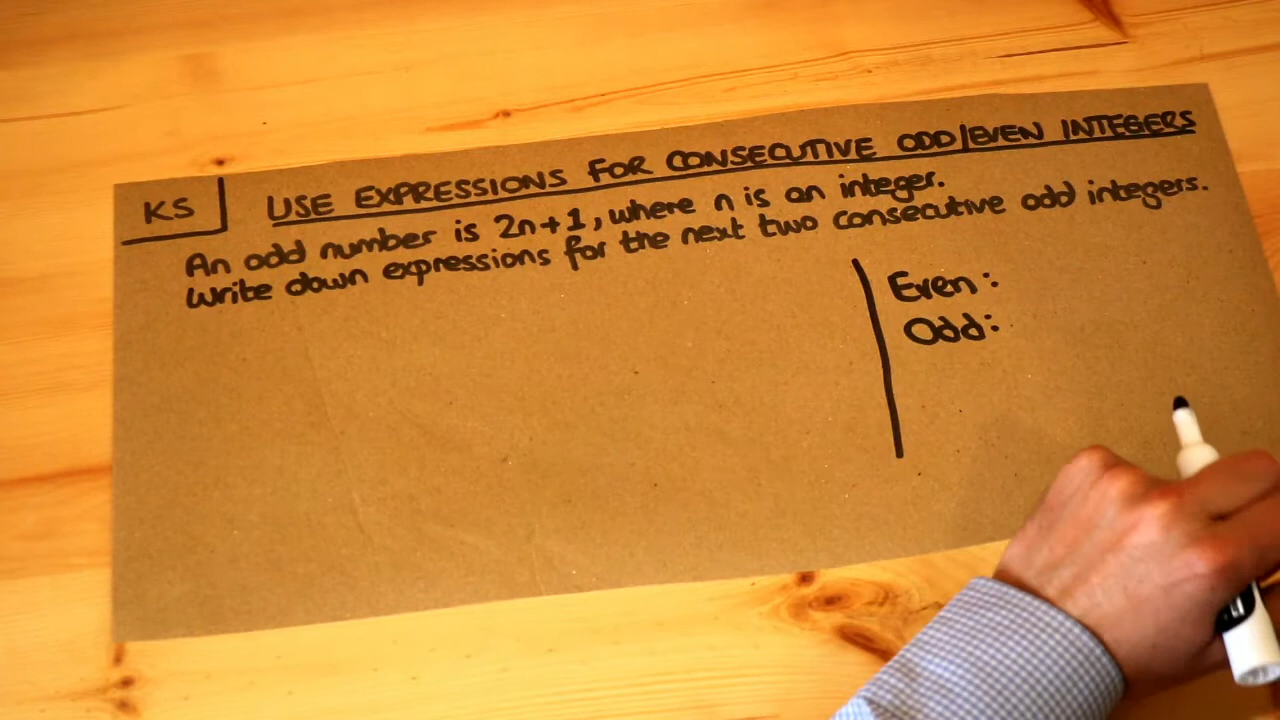 KS
USE EXPRESSIONS FOR CONSECUTIVE ODD/EVEN INTEGERS
An odd number is 2n+1, where n is an integer.
Write down expressions for the next two consecutive odd integers.
Even:
Odd: